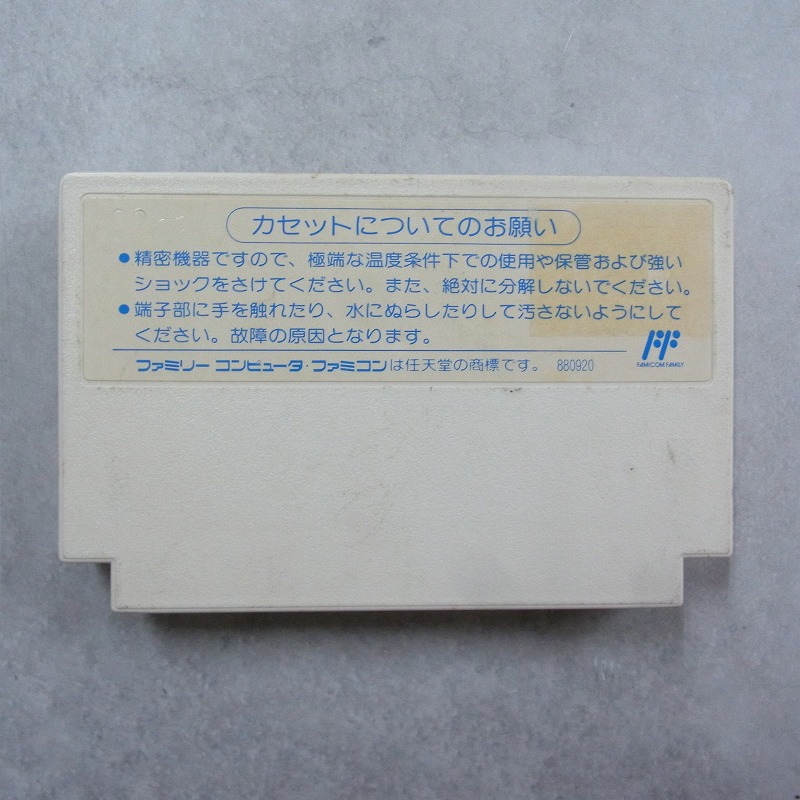 カセットについてのお願い
●精密機器ですので、極端な温度条件下での使用や保管および強い
ショックをさけてください。また、絶対に分解しないでください。
●端子部に手を触れたり、水にぬらしたりして汚さないようにして
ください。故障の原因となります。
FAMICOM FAMILY
ファミリー コンピュータ・ファミコンは任天堂の商標です。 880920